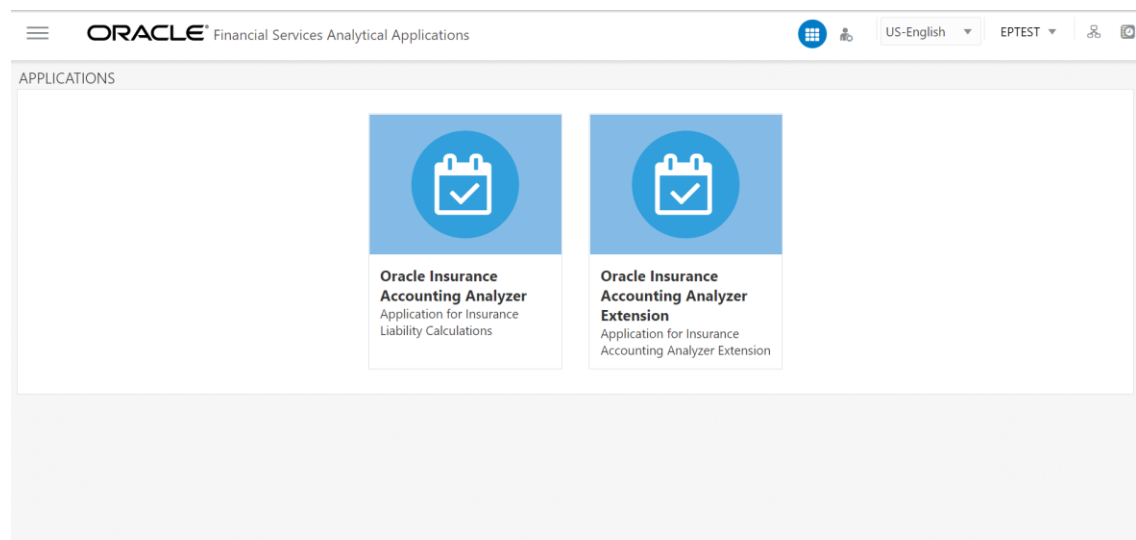 ORACLE® Financial Services Analytical Applications
US-English
EPTEST
APPLICATIONS
Oracle Insurance
Accounting Analyzer
Application for Insurance
Liability Calculations
Oracle Insurance
Accounting Analyzer
Extension
Application for Insurance
Accounting Analyzer Extension